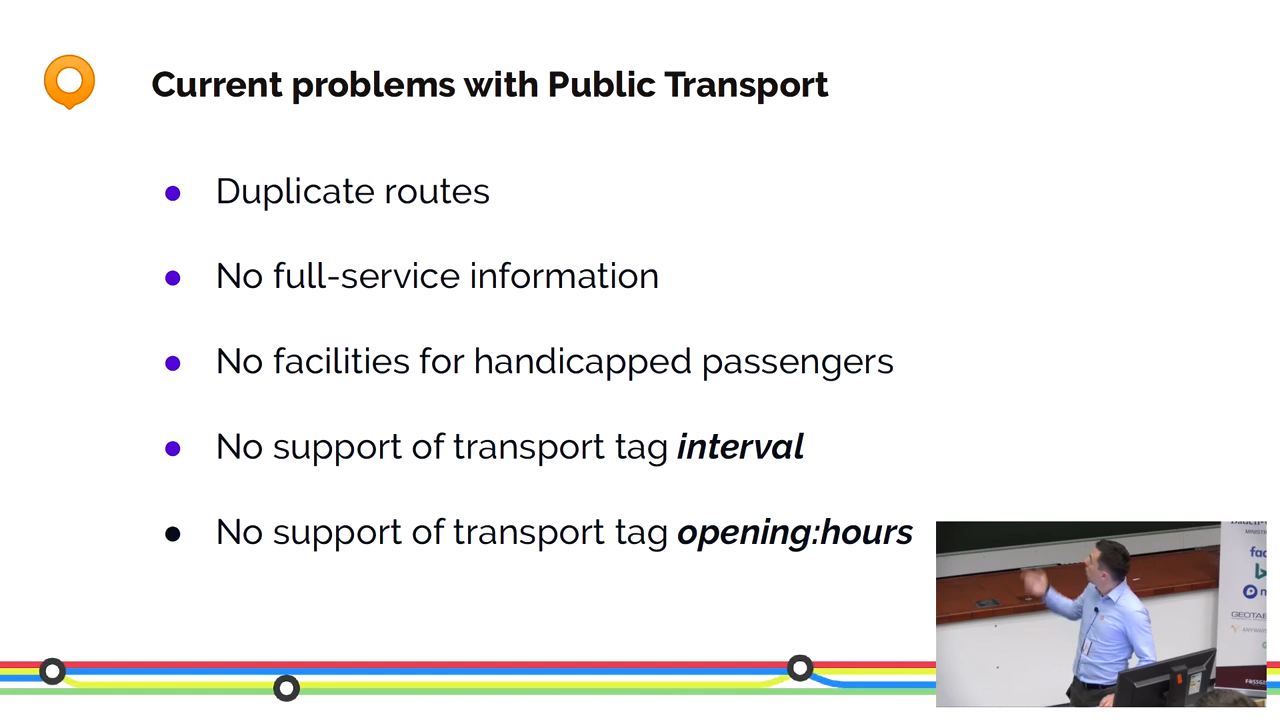 Current problems with Public Transport
● Duplicate routes
● No full-service information
● No facilities for handicapped passengers
● No support of transport tag interval
● No support of transport tag opening:hours
GEOTAB